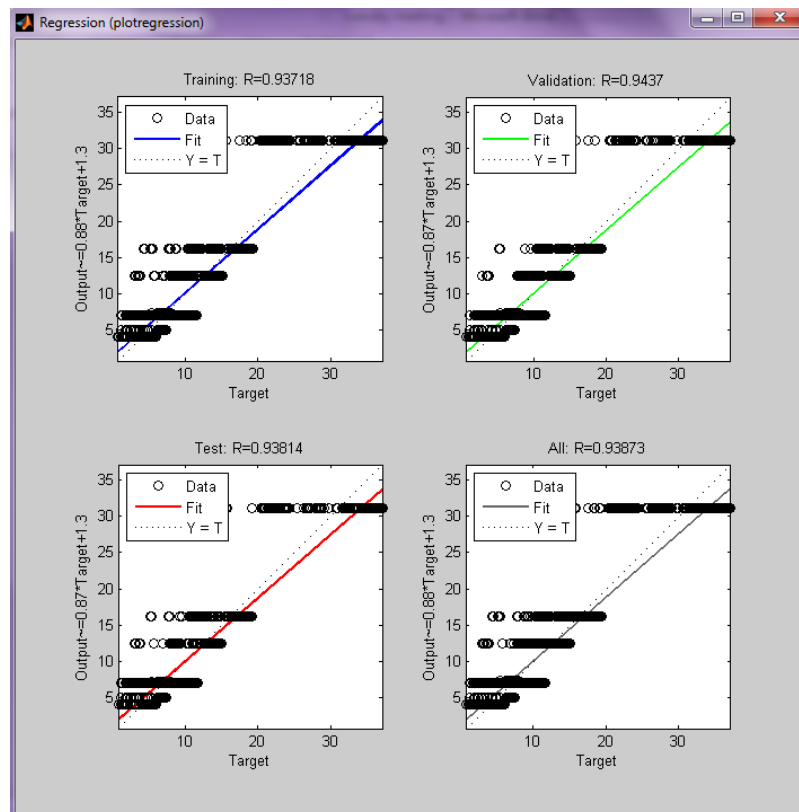 Regression (plotregression)
Training: R=0.93718
Output~=0.88*Target+1.3
35
30
25
20
15
10
5
Data
Fit
Y = T
10
20
30
Target
Validation: R=0.9437
Output~=0.87*Target+1.3
35
30
25
20
15
10
5
Data
Fit
Y = T
10
20
30
Target
Test: R=0.93814
Output~=0.87*Target+1.3
35
30
25
20
15
10
5
Data
Fit
Y = T
10
20
30
Target
All: R=0.93873
Output~=0.88*Target+1.3
35
30
25
20
15
10
5
Data
Fit
Y = T
10
20
30
Target